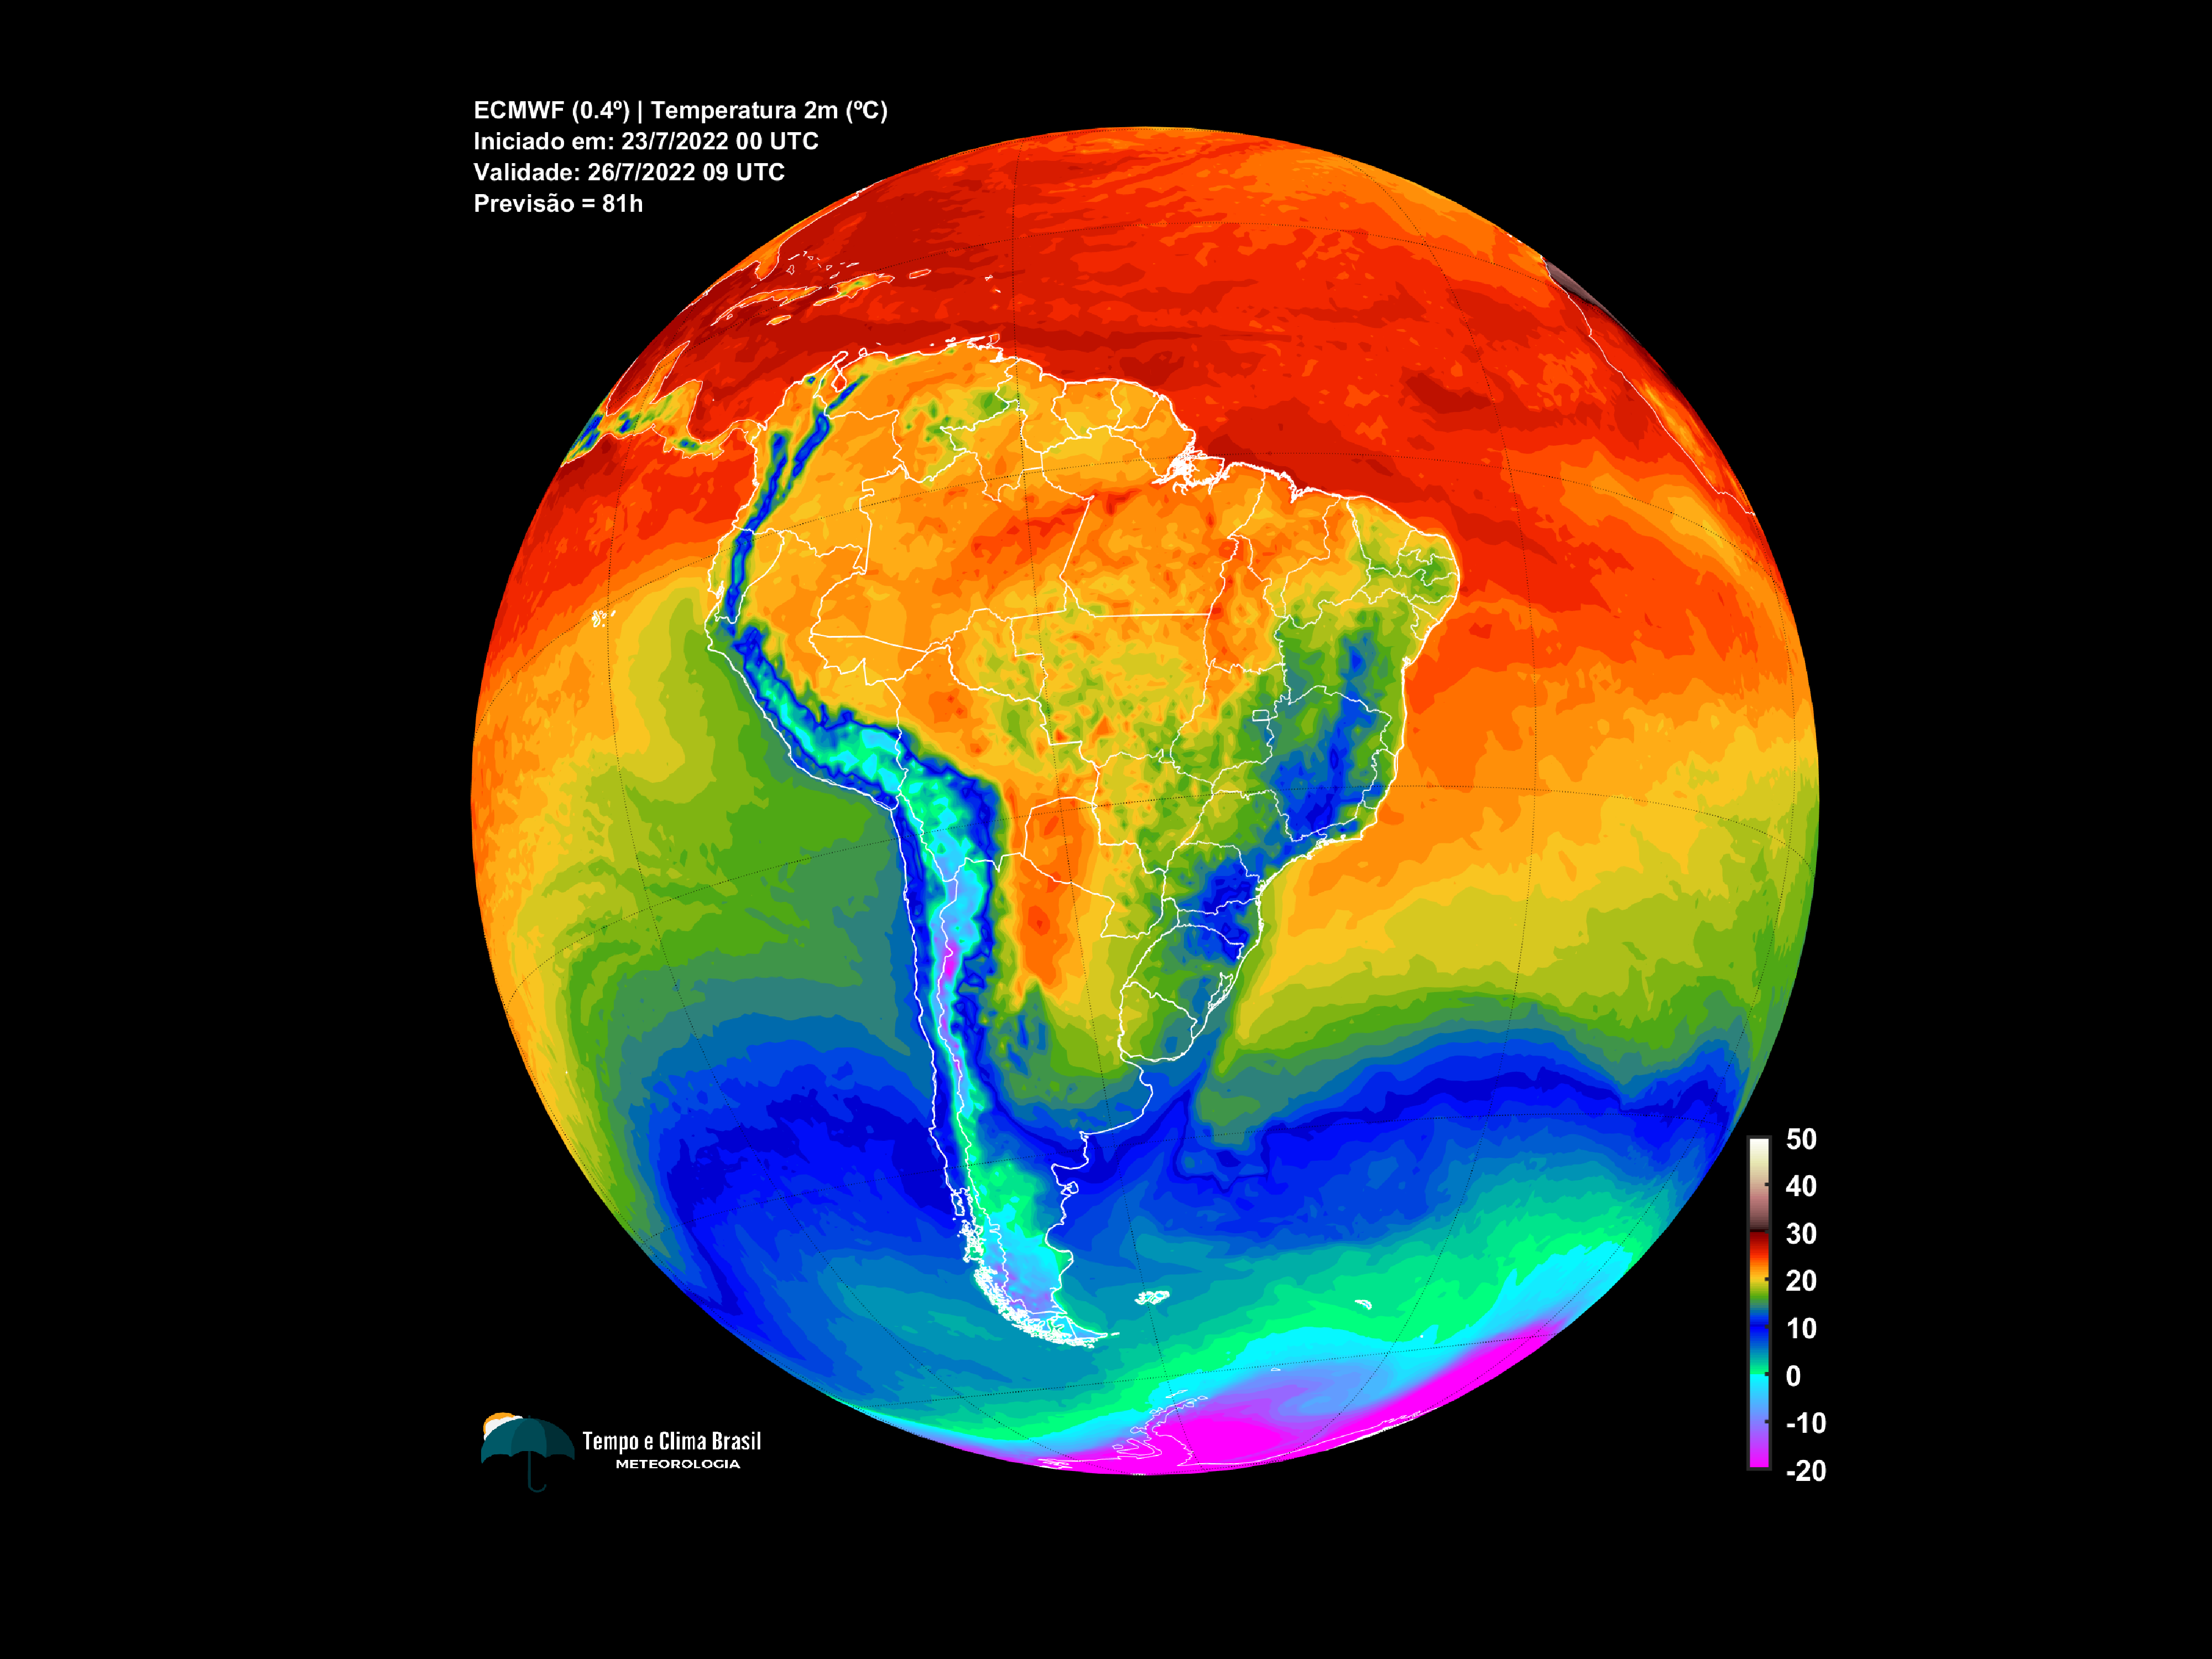 ECMWF (0.4º) | Temperatura 2m (ºC)
Iniciado em: 23/7/2022 00 UTC
Validade: 26/7/2022 09 UTC
Previsão = 81h
50
40
30
20
10
0
-10
-20
Tempo e Clima Brasil
METEOROLOGIA